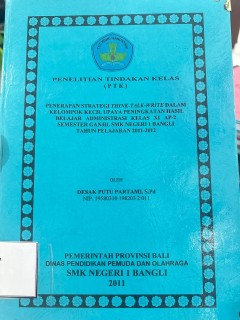 PENELITIAN TINDAKAN KELAS
(PTK)
PENERAPAN STRATEGI THINK-TALK-WRITE DALAM
KELOMPOK KECIL UPAYA PENINGKATAN HASIL
BELAJAR ADMINISTRASI KELAS XI AP-2
SEMESTER GANJIL SMK NEGERI 1 BANGLI
TAHUN PELAJARAN 2011-2012
OLEH
DESAK PUTU PARTAMI, S.Pd
NIP.
PEMERINTAH PROVINSI BALI
DINAS PENDIDIKAN PEMUDA DAN OLAHRAGA
SMK NEGERI 1 BANGLI
2011